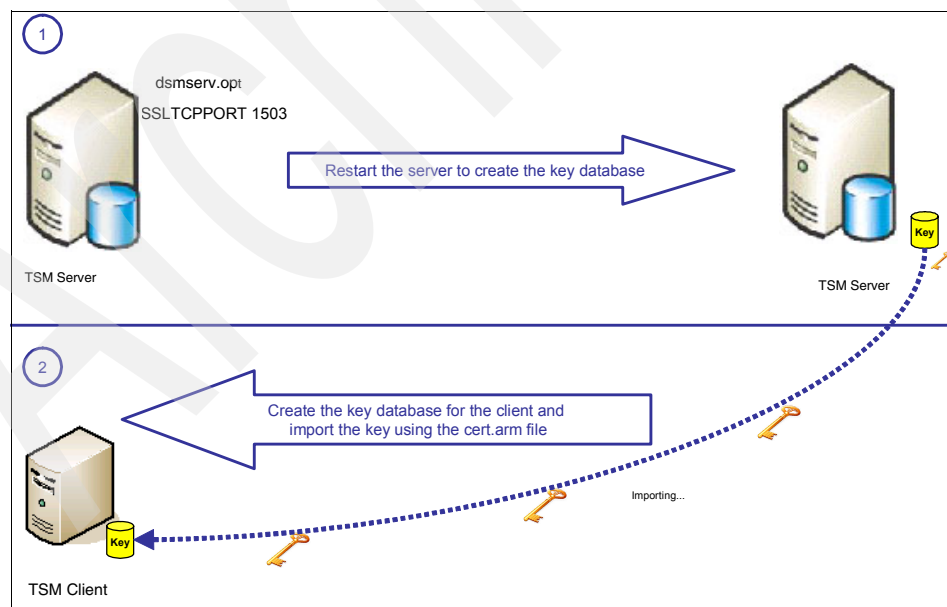 1
dsmserv.opt
SSLTCPPORT 1503
Restart the server to create the key database
Key
TSM Server
TSM Server
2
Create the key database for the client and
import the key using the cert.arm file
Importing...
Key
TSM Client